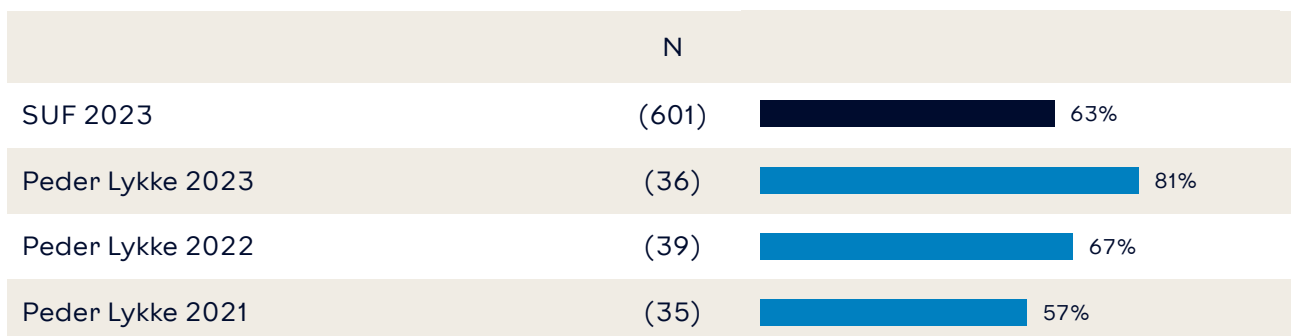 N
SUF 2023 (601) 63%
Peder Lykke 2023 (36) 81%
Peder Lykke 2022 (39) 67%
Peder Lykke 2021 (35) 57%